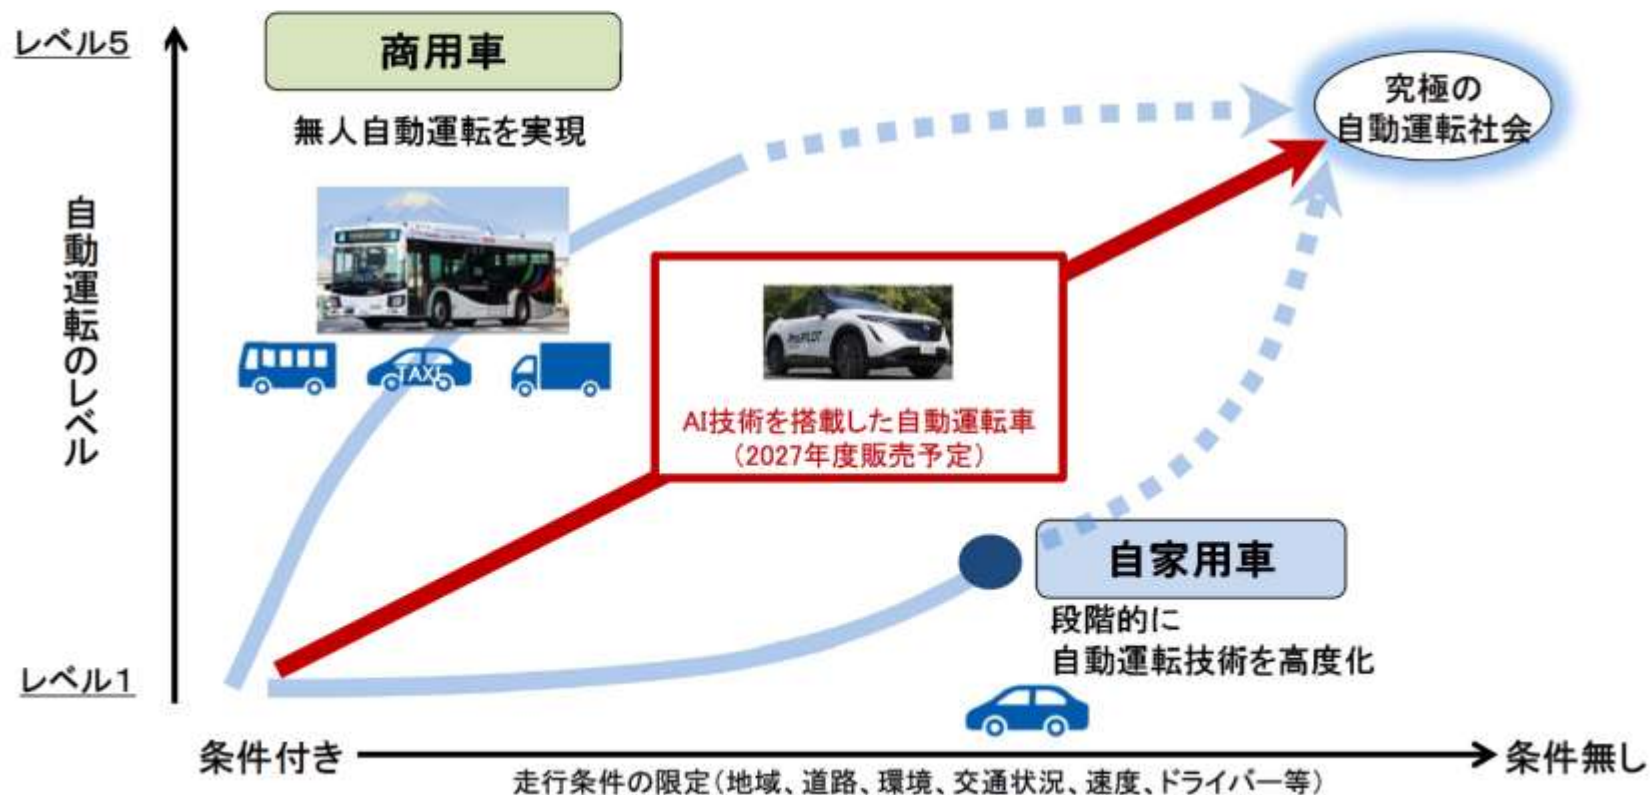 レベル5
商用車
無人自動運転を実現
究極の
自動運転社会
自動運転のレベル
TAXI
ProPILOT
AI技術を搭載した自動運転車
（2027年度販売予定）
自家用車
段階的に
自動運転技術を高度化
レベル1
条件付き
条件無し
走行条件の限定（地域、道路、環境、交通状況、速度、ドライバー等）